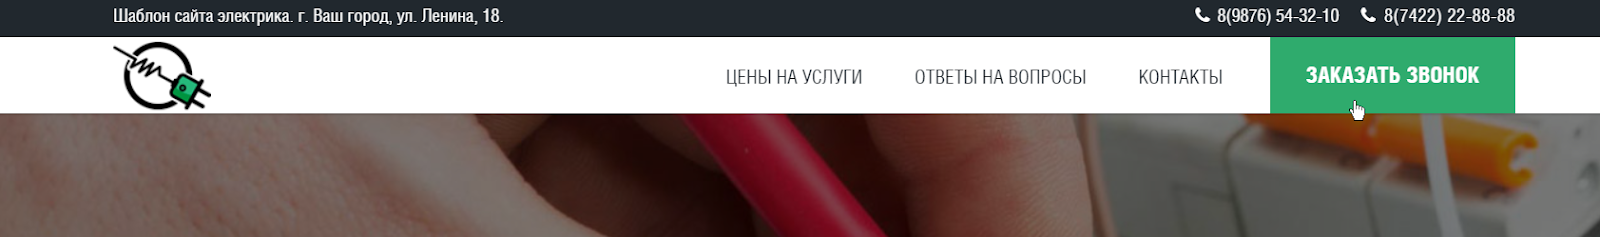 Шаблон сайта электрика. г. Ваш город, ул. Ленина, 18.
8(9876) 54-32-10 8(7422) 22-88-88
ЦЕНЫ НА УСЛУГИ ОТВЕТЫ НА ВОПРОСЫ КОНТАКТЫ ЗАКАЗАТЬ ЗВОНОК